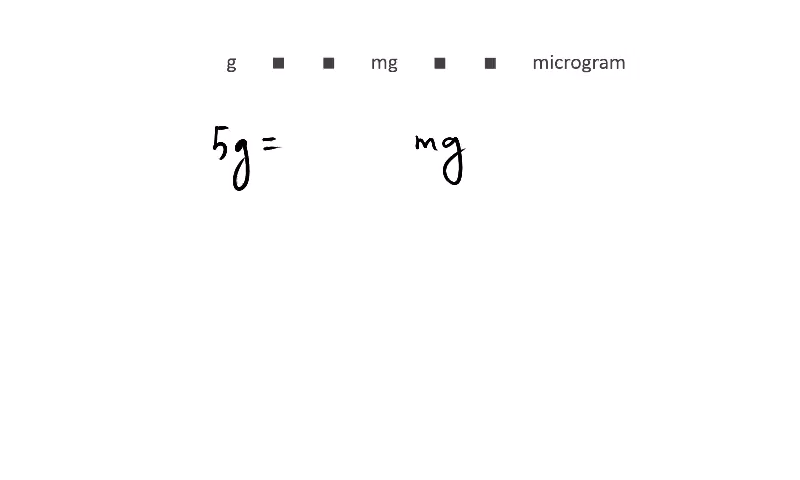 g ■ ■ mg ■ ■ microgram
5g = mg